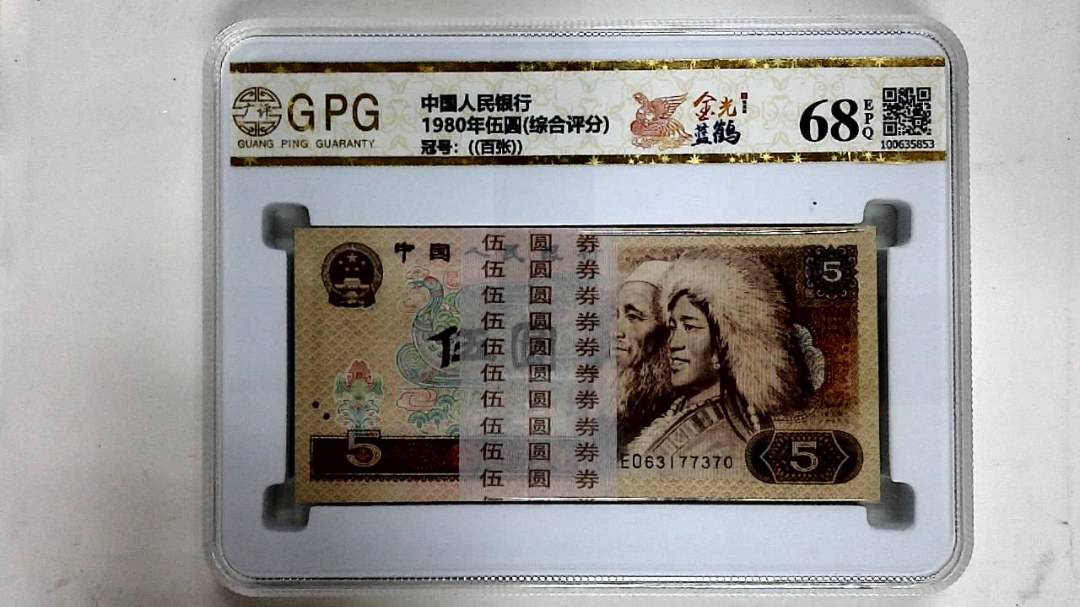 GPG
GUANG PING GUARANTY
中国人民银行
1980年伍圆(综合评分)
冠号：((百张))
金光
蓝鹤
68
EPQ
100635853
中国人民银行
伍圆
伍 圆 券
伍 圆 券
伍 圆 券
伍 圆 券
伍 圆 券
伍 圆 券
伍 圆 券
伍 圆 券
伍 圆 券
伍 圆 券
5
5
E063177370
5